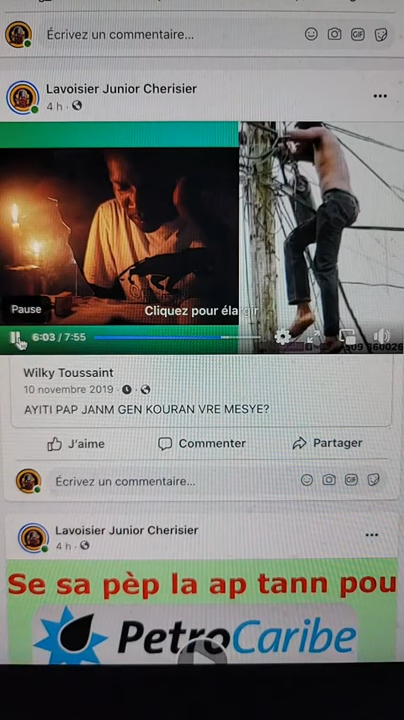 Écrivez un commentaire...
GIF
Lavoisier Junior Cherisier
4 h
Pause
Cliquez pour élargir
6:03 / 7:55
Wilky Toussaint
10 novembre 2019
AYITI PAP JANM GEN KOURAN VRE MESYE?
J'aime
Commenter
Partager
Écrivez un commentaire...
GIF
Lavoisier Junior Cherisier
4 h
Se sa pèp la ap tann pou
PetroCaribe